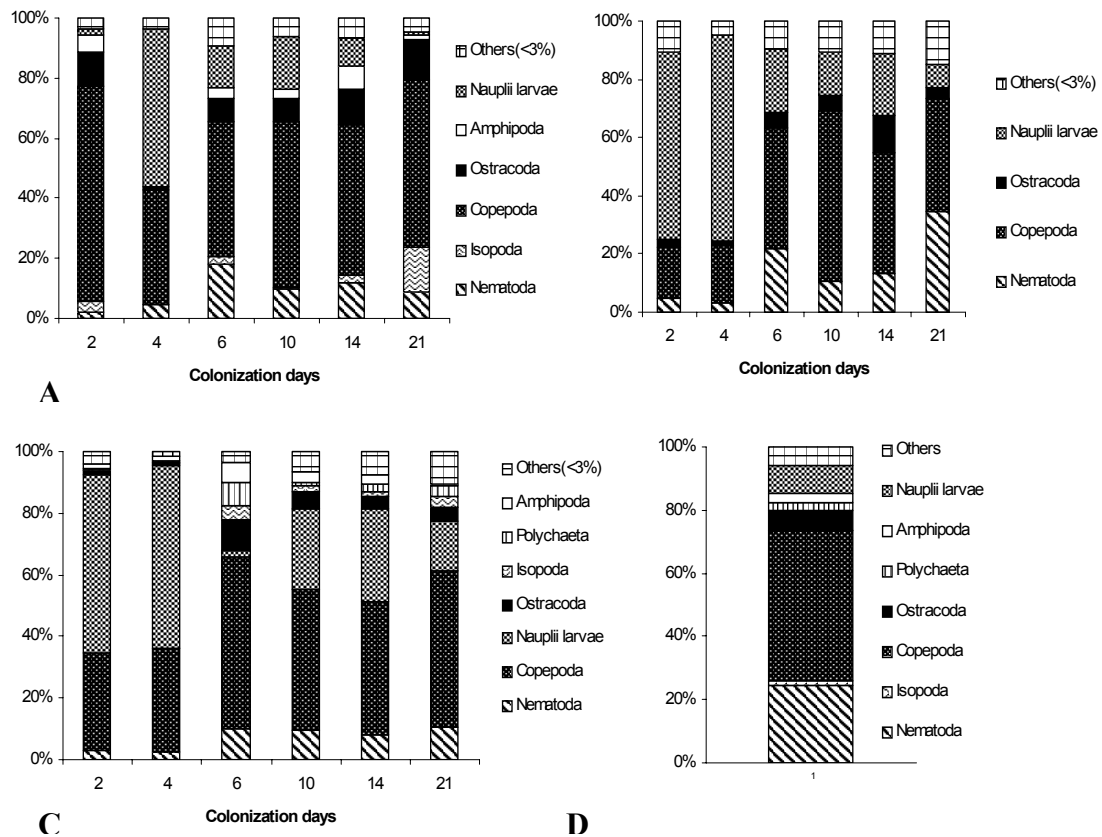 100%
80%
60%
40%
20%
0%
2 4 6 10 14 21
Colonization days
Others(<3%)
Nauplii larvae
Amphipoda
Ostracoda
Copepoda
Isopoda
Nematoda
A
100%
80%
60%
40%
20%
0%
2 4 6 10 14 21
Colonization days
Others(<3%)
Nauplii larvae
Ostracoda
Copepoda
Nematoda
100%
80%
60%
40%
20%
0%
2 4 6 10 14 21
Colonization days
Others(<3%)
Amphipoda
Polychaeta
Isopoda
Ostracoda
Nauplii larvae
Copepoda
Nematoda
C
100%
80%
60%
40%
20%
0%
1
Others
Nauplii larvae
Amphipoda
Polychaeta
Ostracoda
Copepoda
Isopoda
Nematoda
D